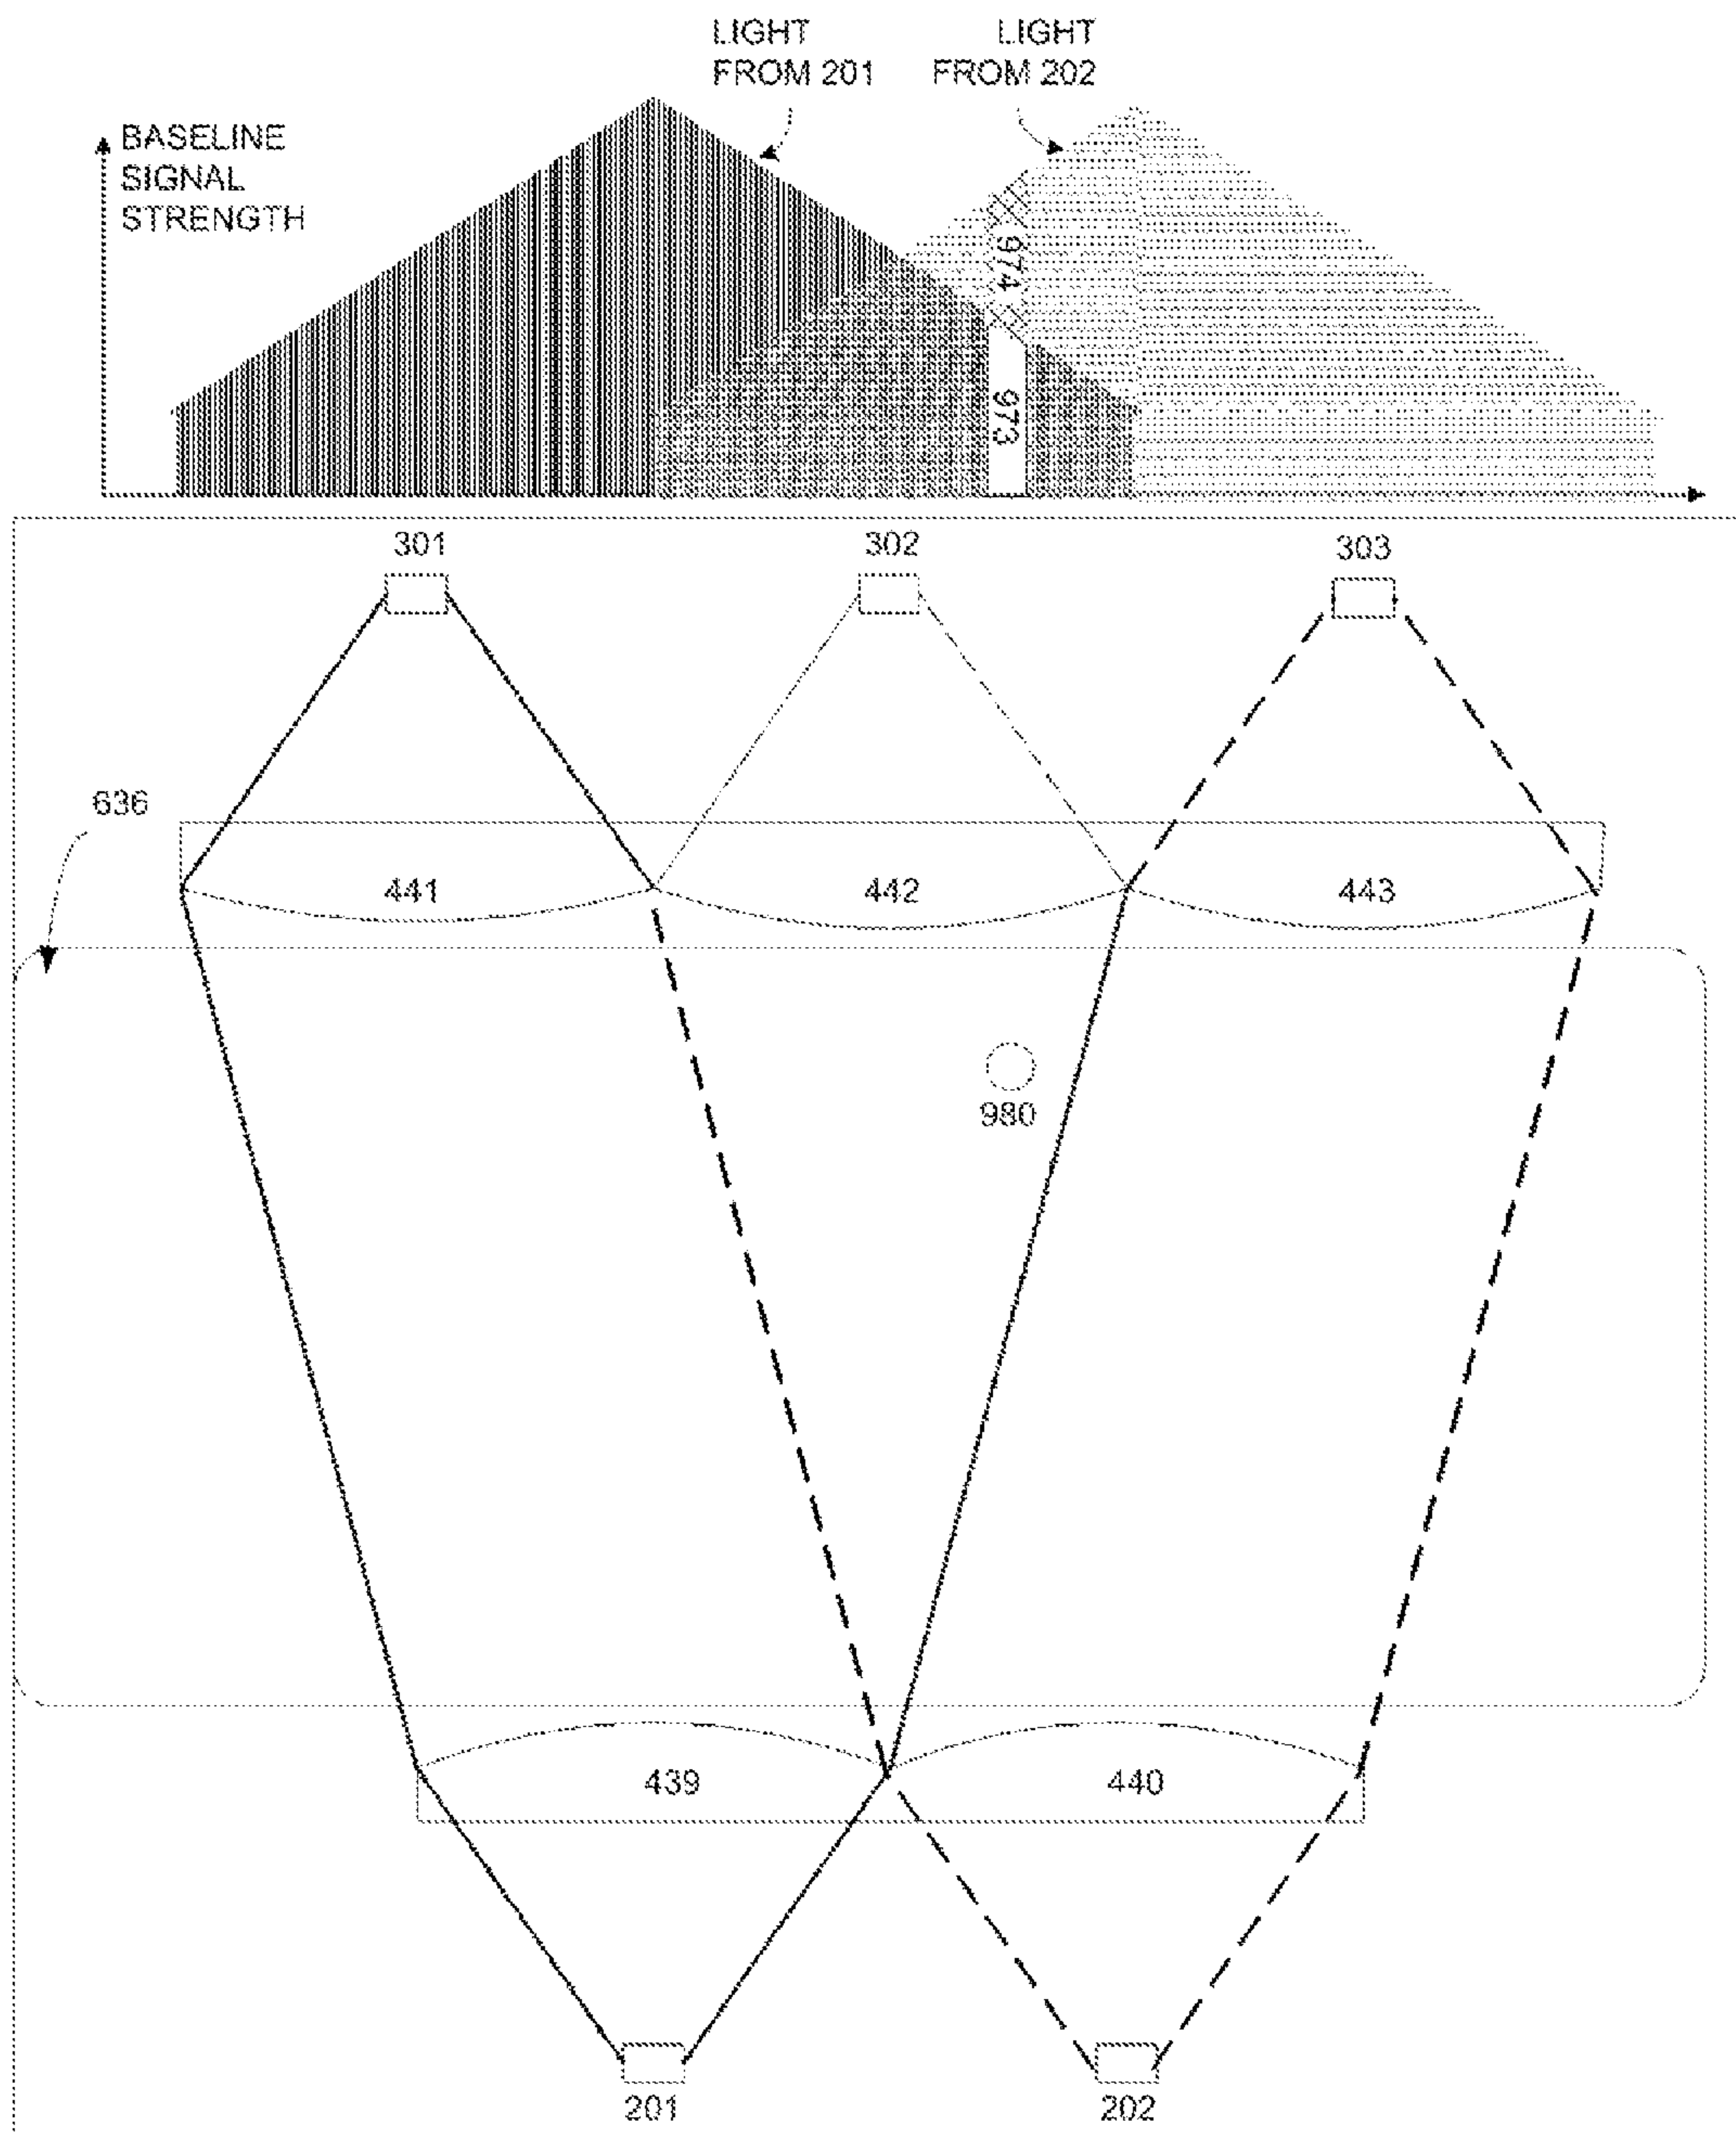 LIGHT
FROM 201
LIGHT
FROM 202
BASELINE
SIGNAL
STRENGTH
974
973
301
302
303
636
441
442
443
980
439
440
201
202